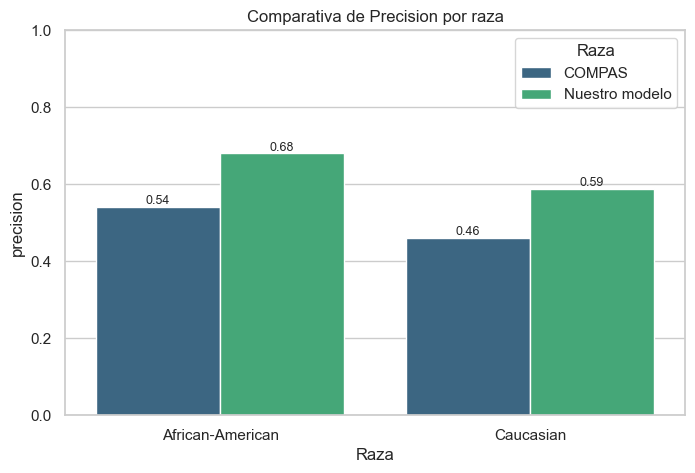 Comparativa de Precision por raza
Raza
COMPAS
Nuestro modelo
precision
1.0
0.8
0.6
0.4
0.2
0.0
0.54
0.68
0.46
0.59
African-American
Caucasian
Raza